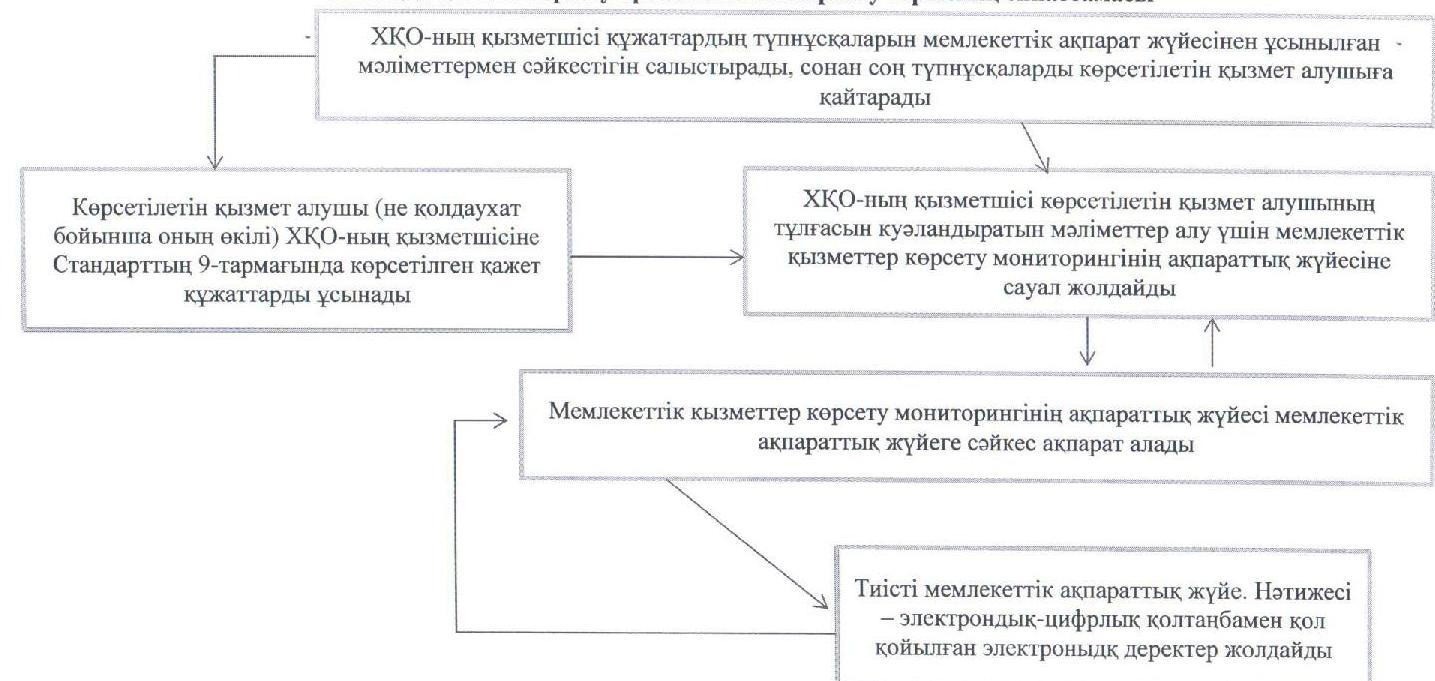 ХҚО-ның қызметшісі құжаттардың түпнұсқаларын мемлекеттік ақпарат жүйесінен ұсынылған
мәліметтермен сәйкестігін салыстырады, сонан соң түпнұсқаларды көрсетілетін қызмет алушыға
қайтарады
Көрсетілетін қызмет алушы (не қолдаухат
бойынша оның өкілі) ХҚО-ның қызметшісіне
Стандарттың 9-тармағында көрсетілген қажет
құжаттарды ұсынады
ХҚО-ның қызметшісі көрсетілетін қызмет алушының
тұлғасын куәландыратын мәліметтер алу үшін мемлекеттік
қызметтер көрсету мониторингінің ақпараттық жүйесіне
сауал жолдайды
Мемлекеттік қызметтер көрсету мониторингінің ақпараттық жүйесі мемлекеттік
ақпараттық жүйеге сәйкес ақпарат алады
Тиісті мемлекеттік ақпараттық жүйе. Нәтижесі
– электрондық-цифрлық қолтаңбамен қол
қойылған электроныдқ деректер жолдайды